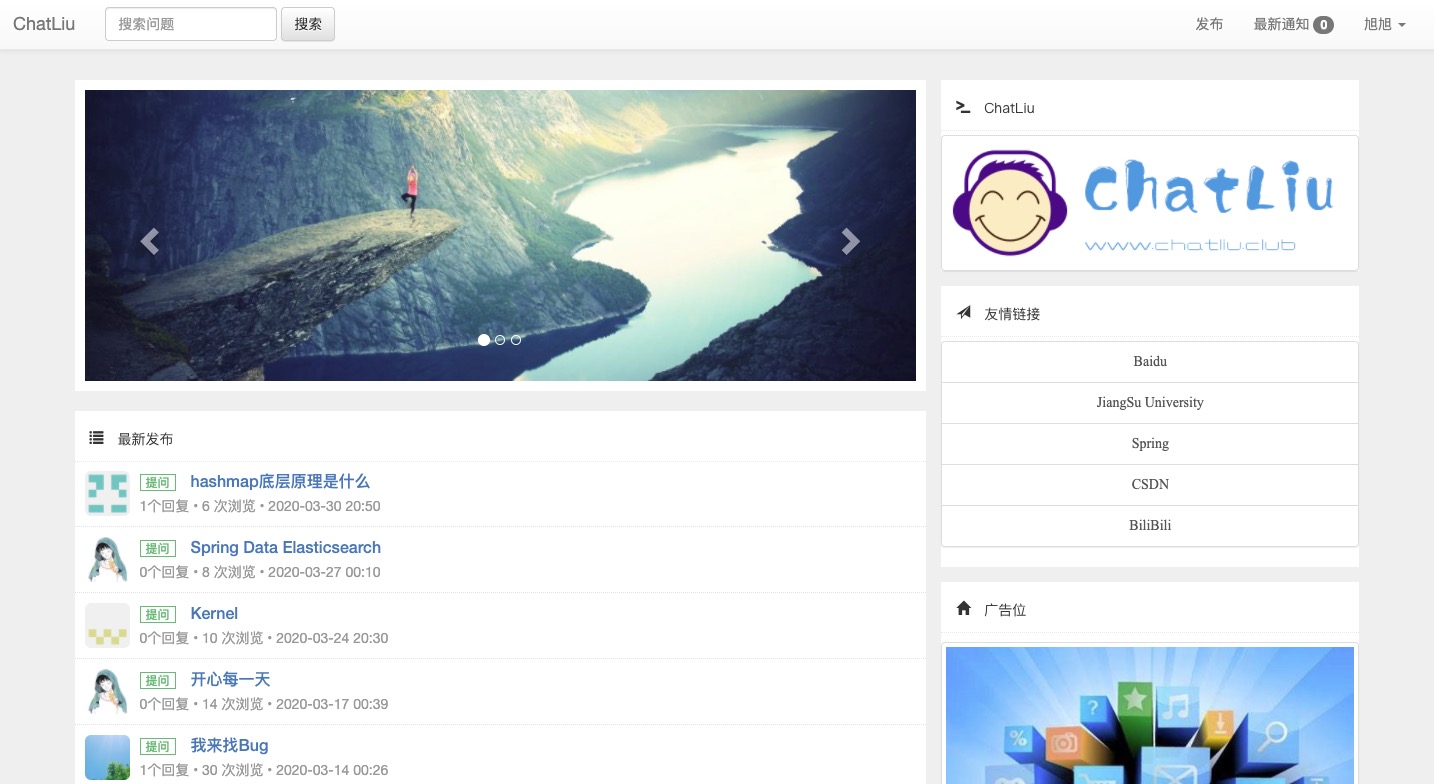 ChatLiu 搜索问题 搜索 发布 最新通知 0 旭旭
ChatLiu
ChatLiu
www.chatliu.club
友情链接
Baidu
JiangSu University
Spring
CSDN
BiliBili
广告位
?
%
最新发布
提问 hashmap底层原理是什么
1个回复 • 6 次浏览 • 2020-03-30 20:50
提问 Spring Data Elasticsearch
0个回复 • 8 次浏览 • 2020-03-27 00:10
提问 Kernel
0个回复 • 10 次浏览 • 2020-03-24 20:30
提问 开心每一天
0个回复 • 14 次浏览 • 2020-03-17 00:39
提问 我来找Bug
1个回复 • 30 次浏览 • 2020-03-14 00:26